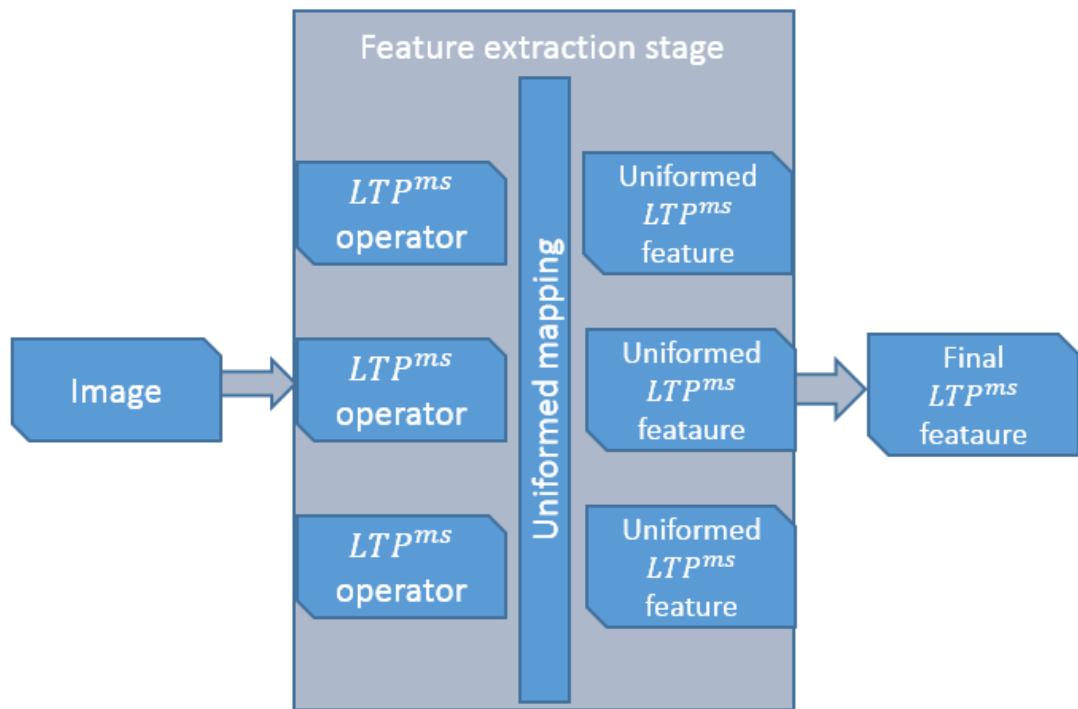 Feature extraction stage
Image
LTP^{ms}
operator
LTP^{ms}
operator
LTP^{ms}
operator
Uniformed mapping
Uniformed
LTP^{ms}
feature
Uniformed
LTP^{ms}
feataure
Uniformed
LTP^{ms}
feature
Final
LTP^{ms}
feataure